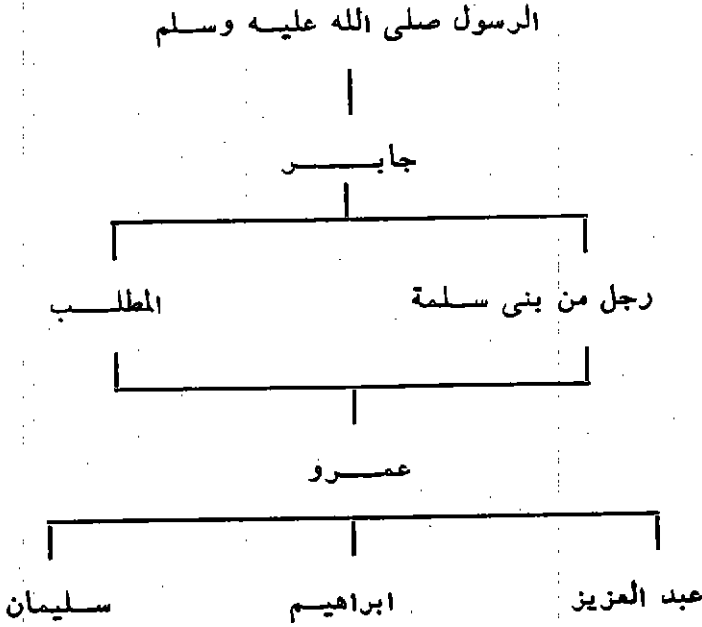 الرسول صلى الله عليه وسلم
جابر
رجل من بنى سلمة المطلب
عمرو
عبد العزيز ابراهيم سليمان